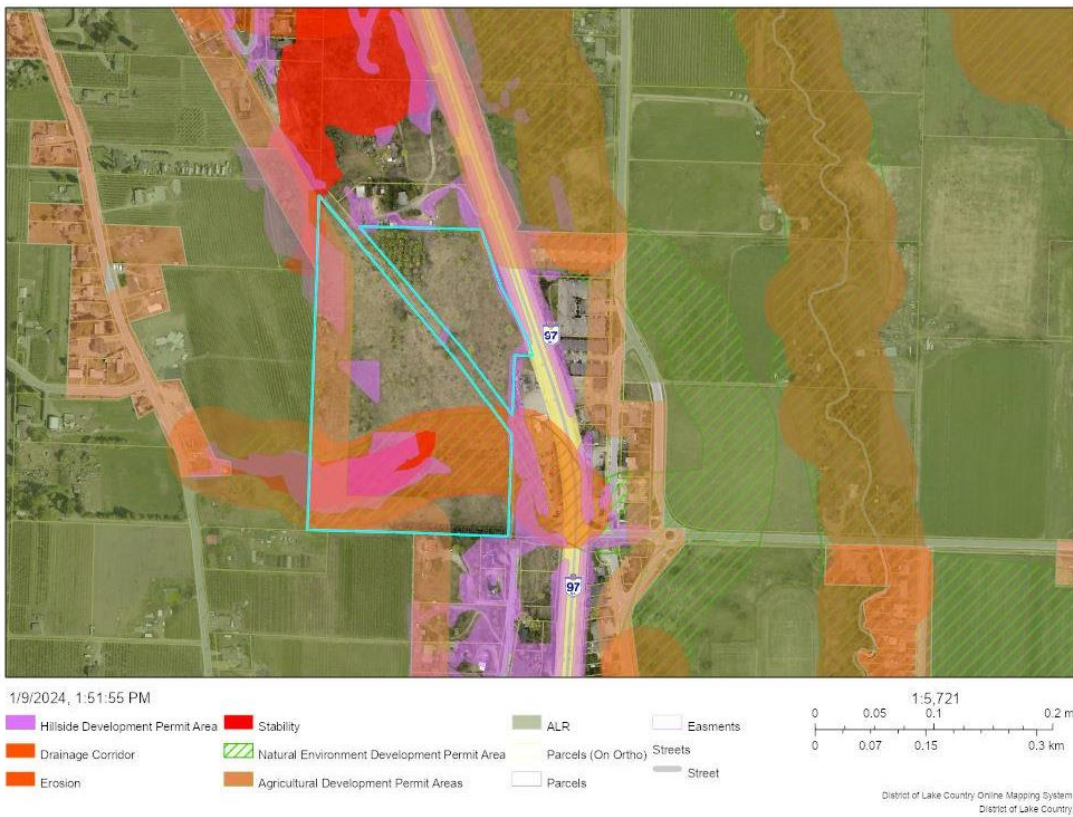 97
97
1/9/2024, 1:51:55 PM
1:5,721
Hillside Development Permit Area
Drainage Corridor
Erosion
Stability
Natural Environment Development Permit Area
Agricultural Development Permit Areas
ALR
Parcels (On Ortho)
Parcels
Easments
Streets
Street
0 0.05 0.1 0.2 m
0 0.07 0.15 0.3 km
District of Lake Country Online Mapping System
District of Lake Country